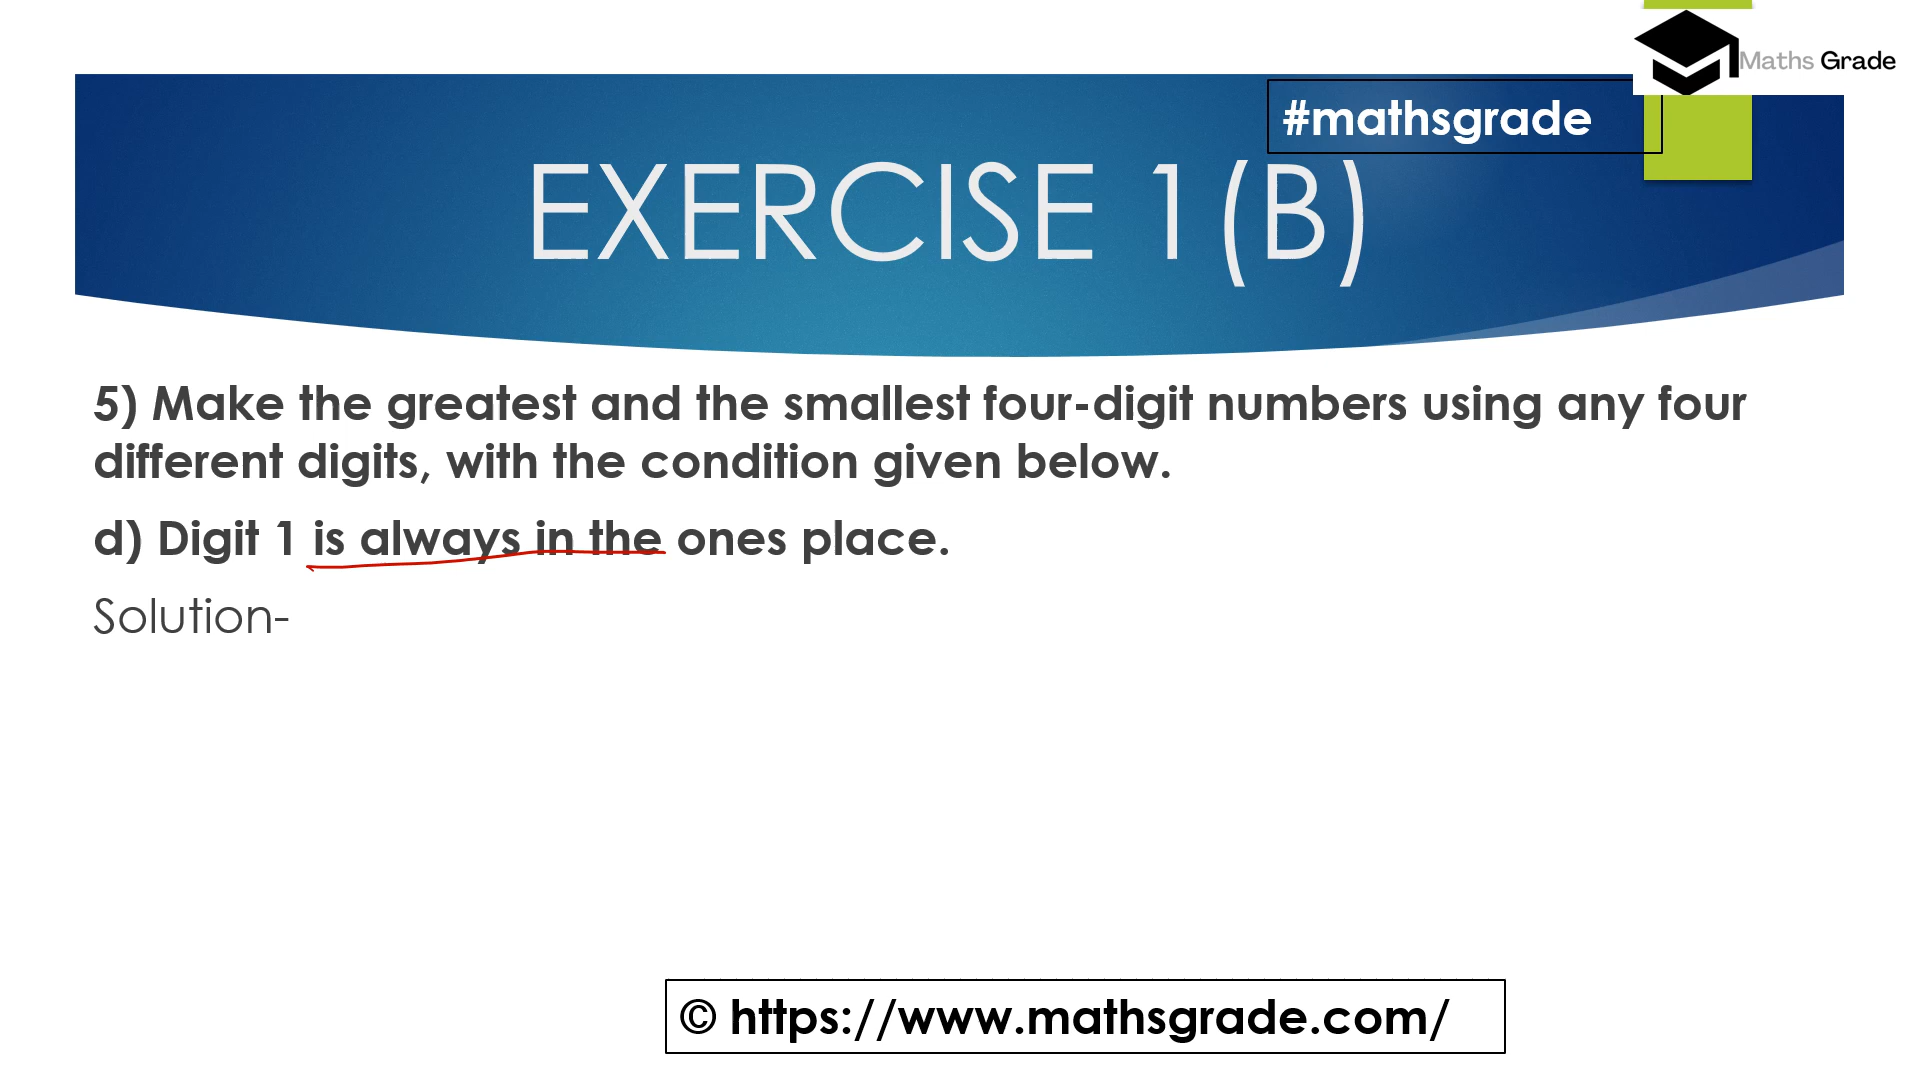 Maths Grade
#mathsgrade
EXERCISE 1(B)
5) Make the greatest and the smallest four-digit numbers using any four
different digits, with the condition given below.
d) Digit 1 is always in the ones place.
Solution-
© https://www.mathsgrade.com/